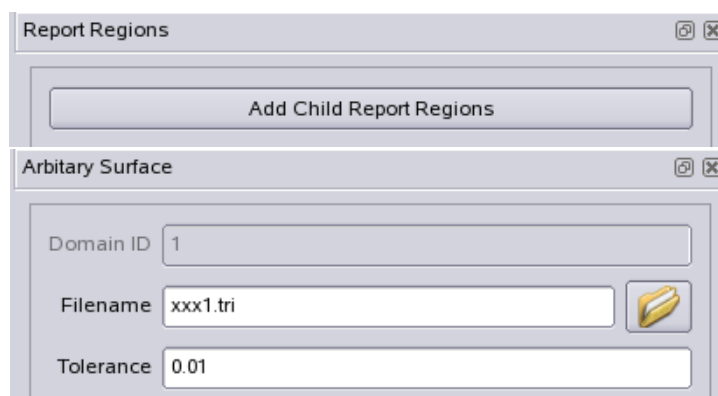 Report Regions
Add Child Report Regions
Arbitary Surface
Domain ID 1
Filename xxx1.tri
Tolerance 0.01